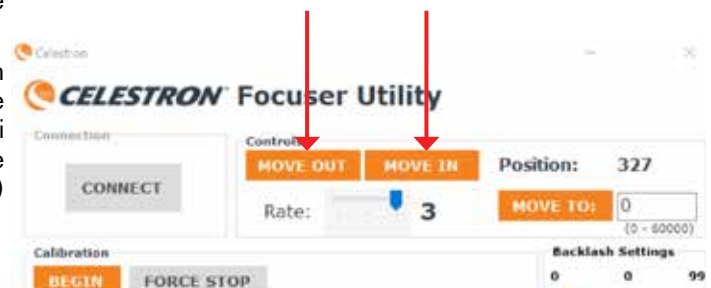 Celestron
CELESTRON Focuser Utility
Connection
CONNECT
Controls
MOVE OUT MOVE IN Position: 327
Rate: 3 MOVE TO: 0
(0 - 60000)
Calibration
BEGIN FORCE STOP
Backlash Settings
0 0 99